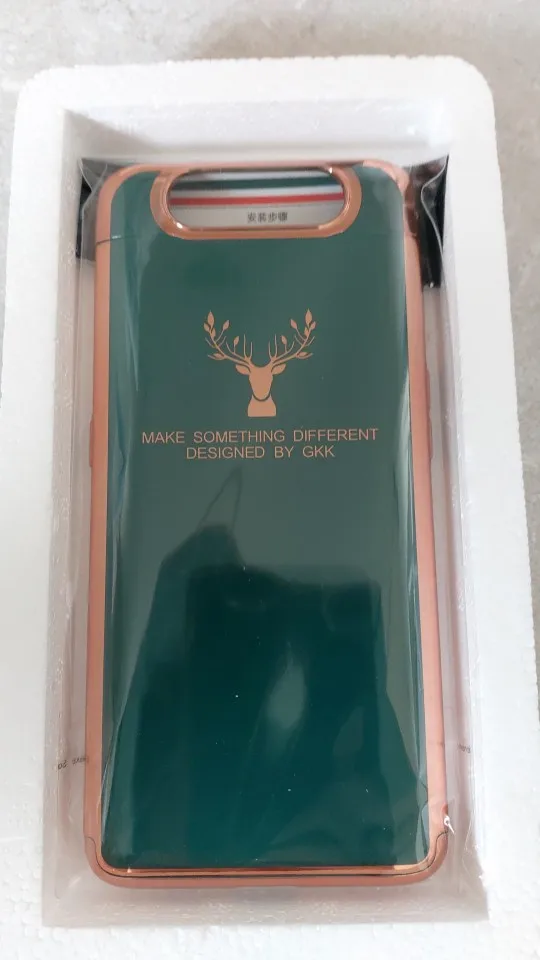 安装步骤
MAKE SOMETHING DIFFERENT
DESIGNED BY GKK